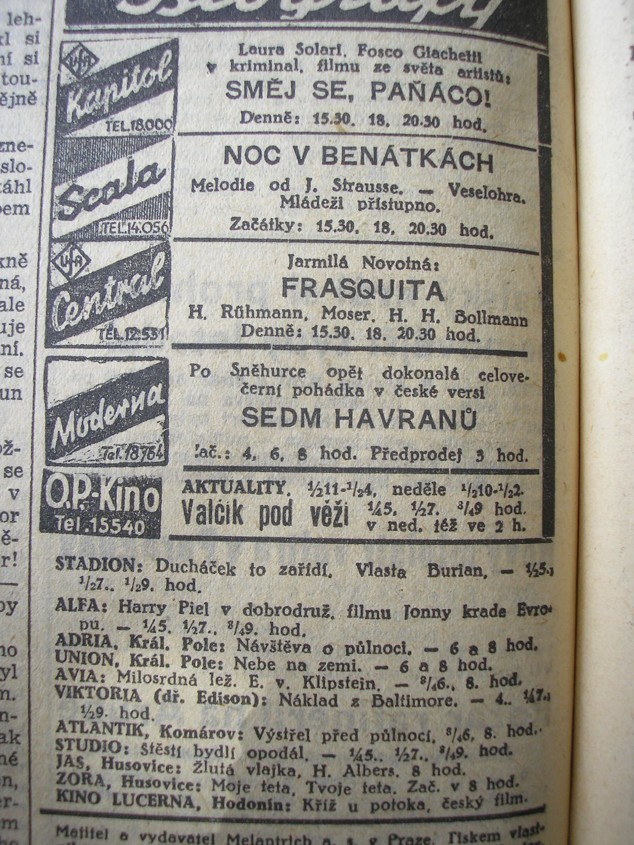 Biografy
UFA
Kapitol
TEL. 18.000
Laura Solari, Fosco Giachetti
v kriminal. filmu ze světa artistů:
SMĚJ SE, PAŇÁCO!
Denně: 15.30, 18, 20.30 hod.
Scala
TEL. 14.056
NOC V BENÁTKÁCH
Melodie od J. Strausse. — Veselohra.
Mládeži přístupno.
Začátky: 15.30, 18, 20.30 hod.
UFA
Central
TEL. 12.531
Jarmila Novotná:
FRASQUITA
H. Rühmann, Moser, H. H. Bollmann
Denně: 15.30, 18, 20.30 hod.
Moderna
Tel. 18764
Po Sněhurce opět dokonalá celove-
černí pohádka v české versi
SEDM HAVRANŮ
Zač.: 4, 6, 8 hod. Předprodej 3 hod.
O.P.-Kino
Tel. 15540
AKTUALITY, ½11-½4, neděle ½10-½2.
Valčík pod věží ¼5, ½7, ¾9 hod
v ned. též ve 2 h.
STADION: Ducháček to zařídí, Vlasta Burian, — ½5,
½7., ½9. hod.
ALFA: Harry Piel v dobrodruž. filmu Jonny krade Evro-
pu. — ¼5, ½7., ¾9. hod.
ADRIA, Král. Pole: Návštěva o půlnoci. — 6 a 8 hod.
UNION, Král. Pole: Nebe na zemi. — 6 a 8 hod.
AVIA: Milosrdná lež. E. v. Klipstein. — ¾6., 8. hod.
VIKTORIA (dř. Edison): Náklad z Baltimore. — 4., ¼7.,
½9. hod.
ATLANTIK, Komárov: Výstřel před půlnocí, ¾6, 8. hod.
STUDIO: Štěstí bydlí opodál. — ¼5., ½7., ¾9. hod.
JAS, Husovice: Žlutá vlajka, H. Albers, 8 hod.
ZORA, Husovice: Moje teta, Tvoje teta. Zač. v 8 hod.
KINO LUCERNA, Hodonín: Kříž u potoka, český film.
Majitel a vydavatel Melantrich a. s. v Praze. Tiskem vlast-